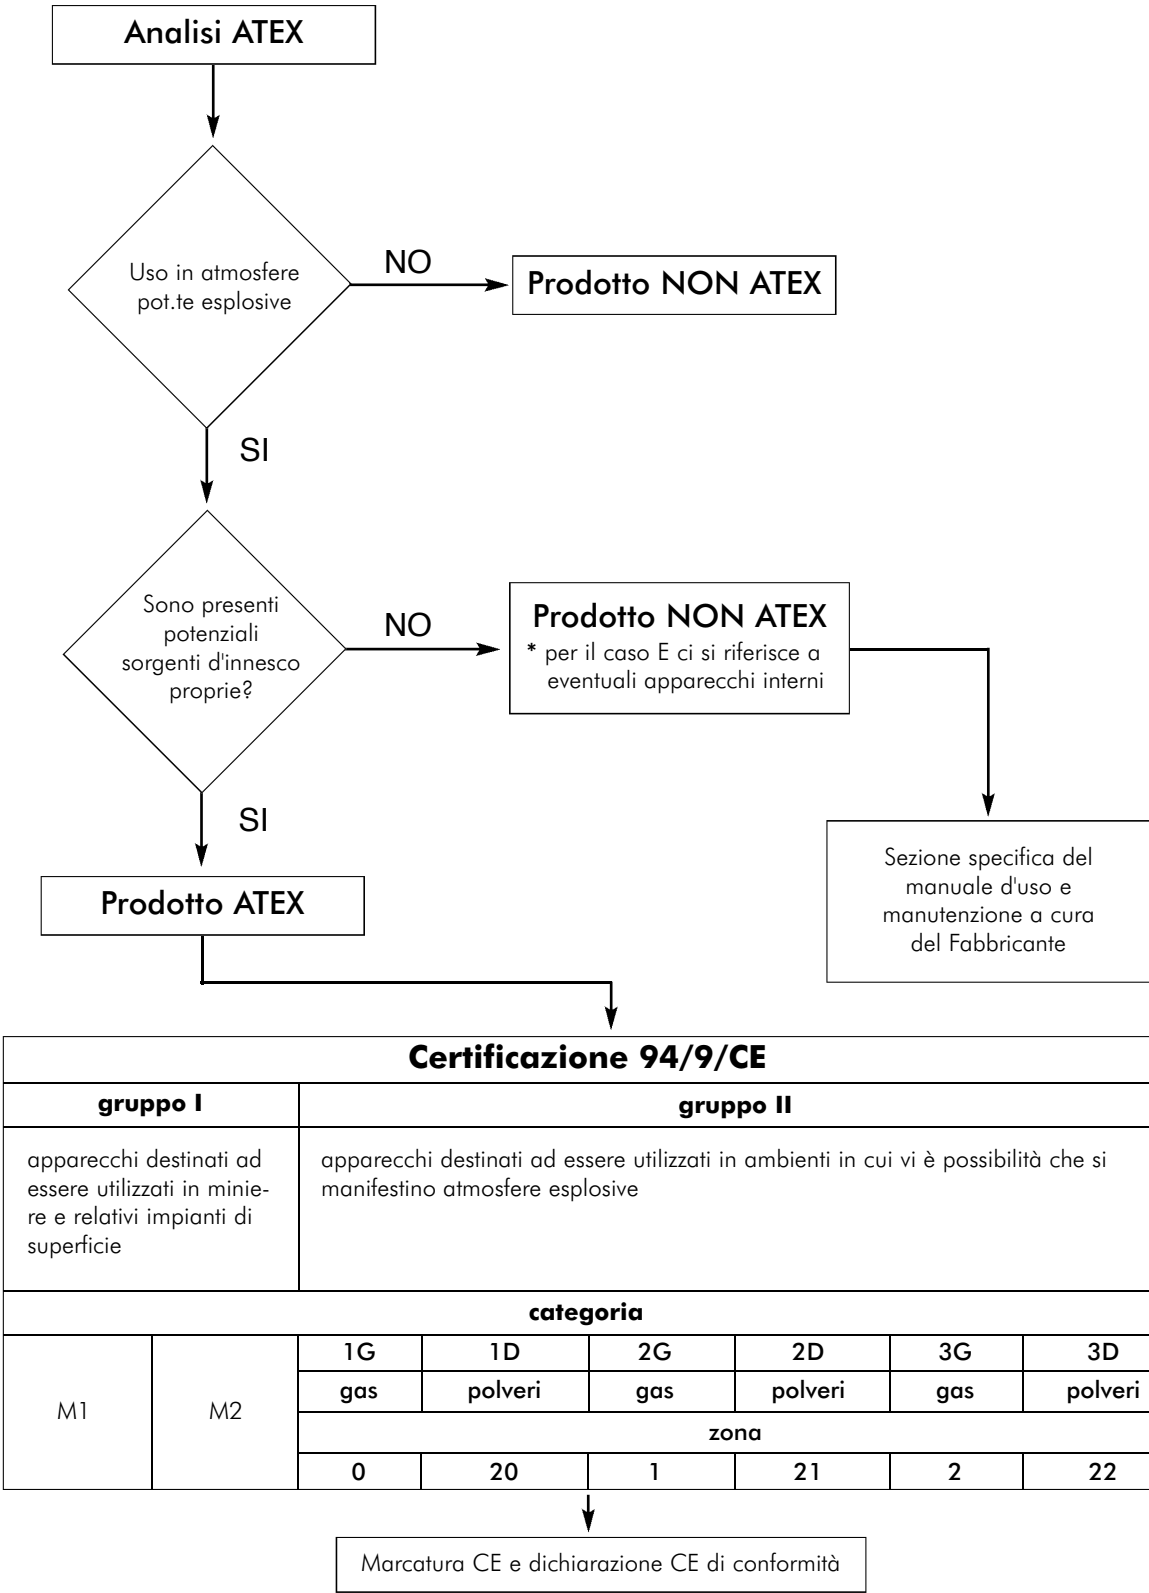 Analisi ATEX
Uso in atmosfere
pot.te esplosive
NO
Prodotto NON ATEX
SI
Sono presenti
potenziali
sorgenti d'innesco
proprie?
NO
Prodotto NON ATEX
* per il caso E ci si riferisce a
eventuali apparecchi interni
SI
Prodotto ATEX
Sezione specifica del
manuale d'uso e
manutenzione a cura
del Fabbricante
Certificazione 94/9/CE
gruppo I
gruppo II
apparecchi destinati ad
essere utilizzati in minie-
re e relativi impianti di
superficie
apparecchi destinati ad essere utilizzati in ambienti in cui vi è possibilità che si
manifestino atmosfere esplosive
categoria
M1
M2
1G 1D 2G 2D 3G 3D
gas polveri gas polveri gas polveri
zona
0 20 1 21 2 22
Marcatura CE e dichiarazione CE di conformità